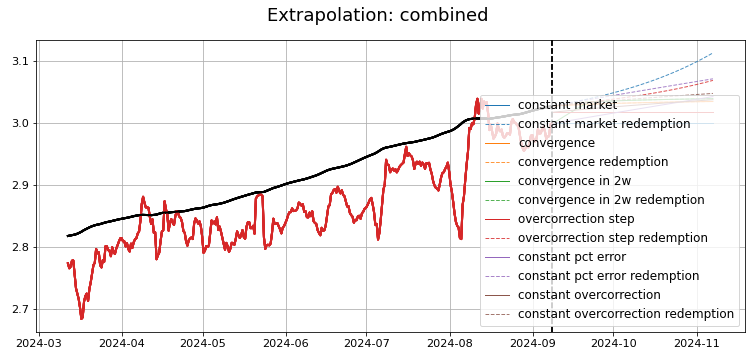 Extrapolation: combined
3.1
3.0
2.9
2.8
2.7
constant market
constant market redemption
convergence
convergence redemption
convergence in 2w
convergence in 2w redemption
overcorrection step
overcorrection step redemption
constant pct error
constant pct error redemption
constant overcorrection
constant overcorrection redemption
2024-03 2024-04 2024-05 2024-06 2024-07 2024-08 2024-09 2024-10 2024-11